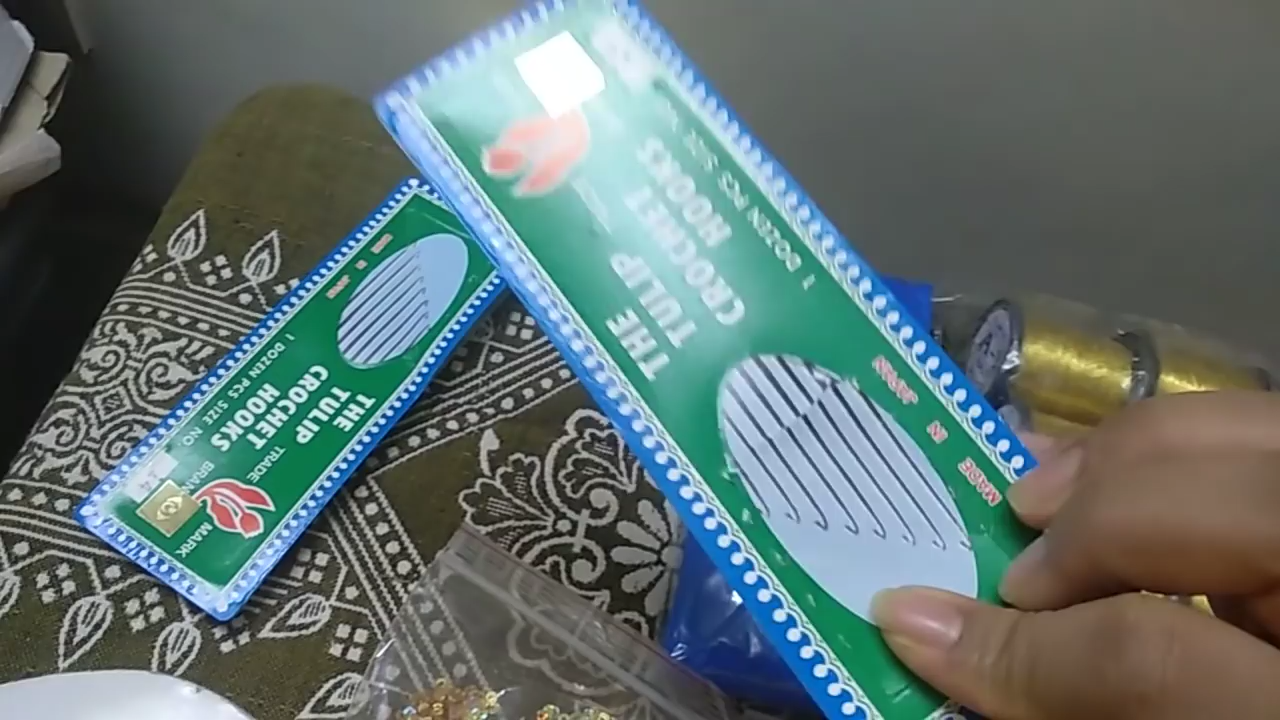 THE
TULIP
CROCHET
HOOKS
1 DOZEN PCS SIZE
MADE
IN
JAPAN
THE
TULIP
CROCHET
HOOKS
1 DOZEN PCS SIZE NO.
TRADE
MARK
A-